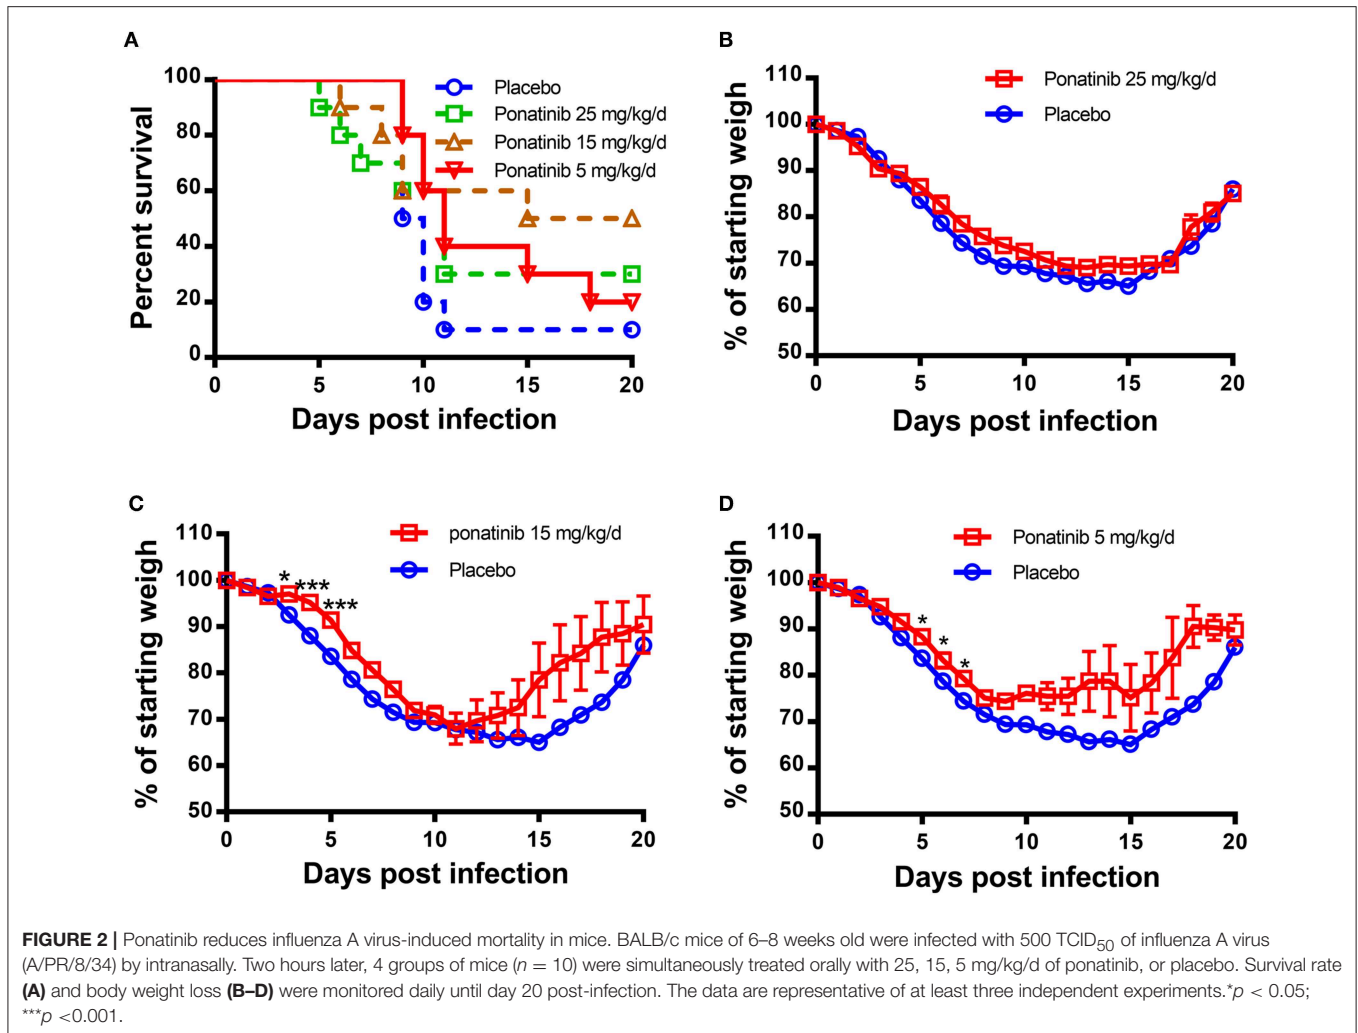 A
Percent survival
100
80
60
40
20
0
0 5 10 15 20
Days post infection
Placebo
Ponatinib 25 mg/kg/d
Ponatinib 15 mg/kg/d
Ponatinib 5 mg/kg/d
B
% of starting weigh
110
100
90
80
70
60
50
0 5 10 15 20
Days post infection
Ponatinib 25 mg/kg/d
Placebo
C
% of starting weigh
110
100
90
80
70
60
50
0 5 10 15 20
Days post infection
ponatinib 15 mg/kg/d
Placebo
*
***
***
D
% of starting weigh
110
100
90
80
70
60
50
0 5 10 15 20
Days post infection
Ponatinib 5 mg/kg/d
Placebo
*
*
*
FIGURE 2 | Ponatinib reduces influenza A virus-induced mortality in mice. BALB/c mice of 6–8 weeks old were infected with 500 TCID50 of influenza A virus
(A/PR/8/34) by intranasally. Two hours later, 4 groups of mice (n = 10) were simultaneously treated orally with 25, 15, 5 mg/kg/d of ponatinib, or placebo. Survival rate
(A) and body weight loss (B–D) were monitored daily until day 20 post-infection. The data are representative of at least three independent experiments.*p < 0.05;
***p <0.001.